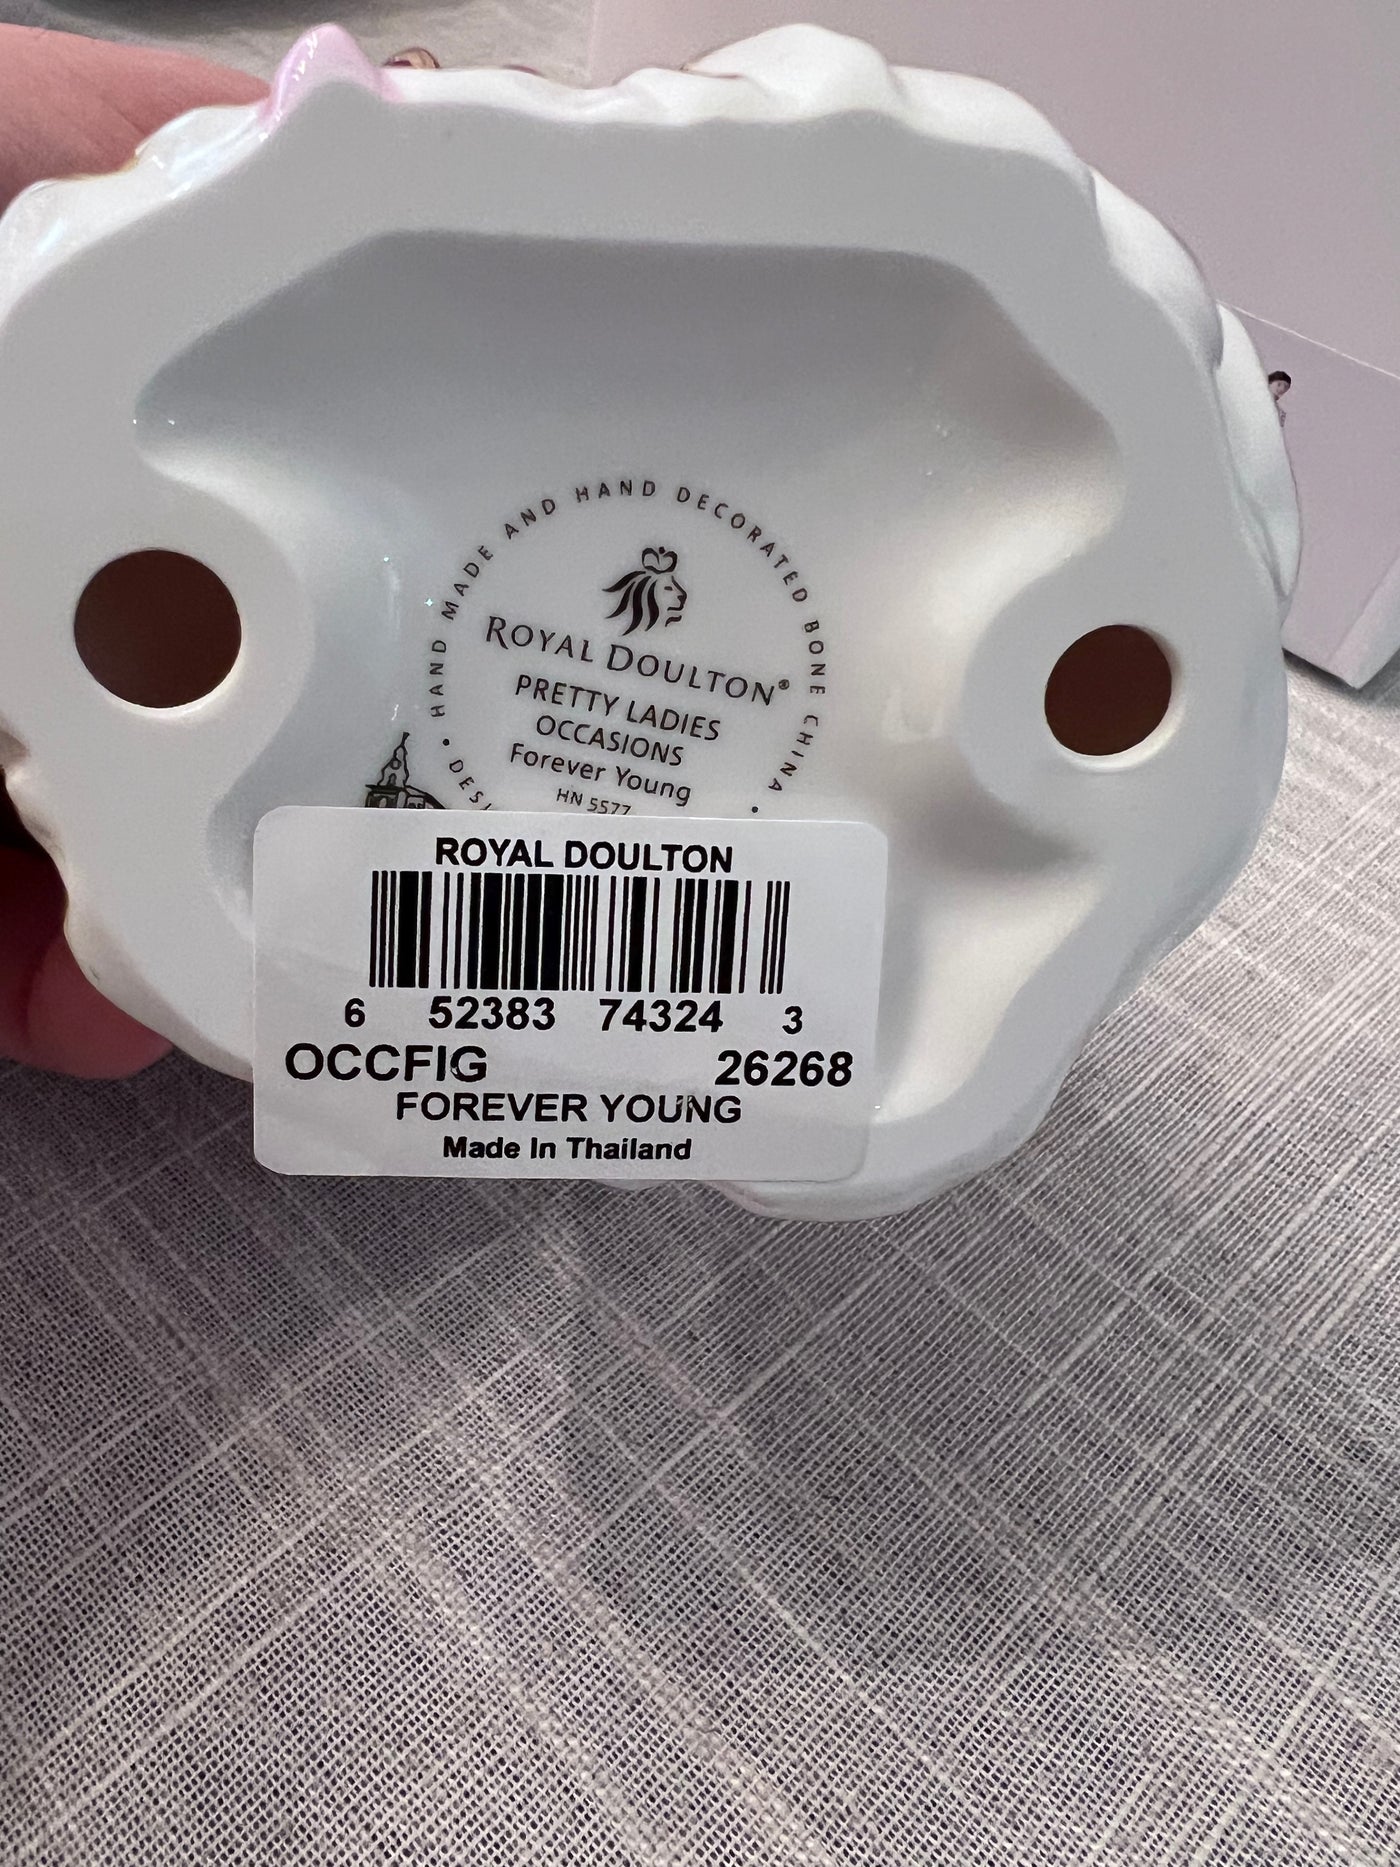 • HAND MADE AND HAND DECORATED BONE CHINA •
ROYAL DOULTON®
PRETTY LADIES
OCCASIONS
Forever Young
HN 5577
ROYAL DOULTON
6 52383 74324 3
OCCFIG 26268
FOREVER YOUNG
Made In Thailand